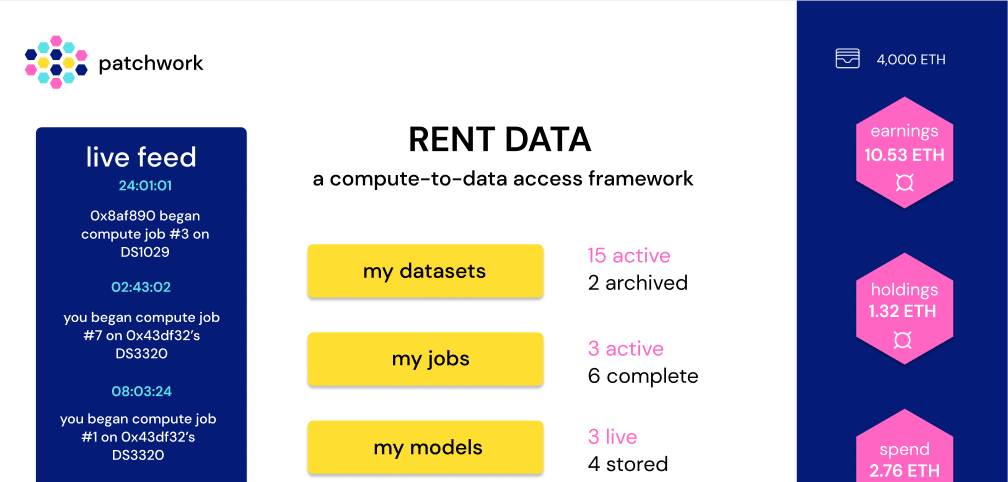 patchwork
live feed
24:01:01
0x8af890 began
compute job #3 on
DS1029
02:43:02
you began compute job
#7 on 0x43df32’s
DS3320
08:03:24
you began compute job
#1 on 0x43df32’s
DS3320
RENT DATA
a compute-to-data access framework
my datasets
15 active
2 archived
my jobs
3 active
6 complete
my models
3 live
4 stored
4,000 ETH
earnings
10.53 ETH
holdings
1.32 ETH
spend
2.76 ETH